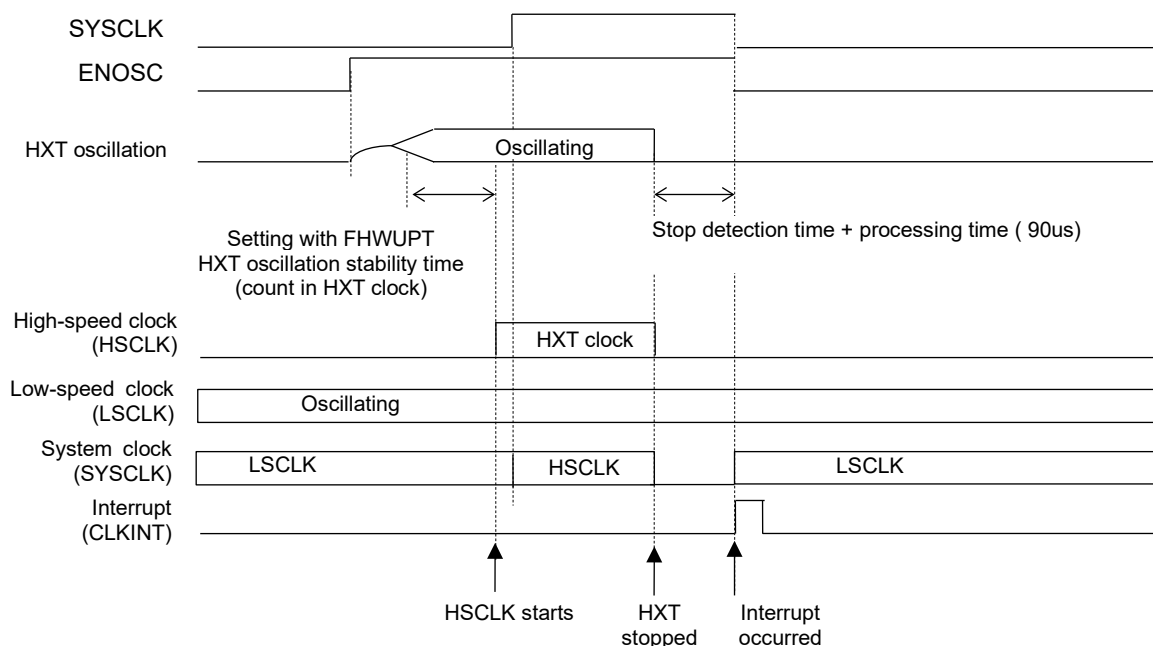 SYSCLK
ENOSC
HXT oscillation
Oscillating
Setting with FHWUPT
HXT oscillation stability time
(count in HXT clock)
Stop detection time + processing time ( 90us)
High-speed clock
(HSCLK)
HXT clock
Low-speed clock
(LSCLK)
Oscillating
System clock
(SYSCLK)
LSCLK
HSCLK
LSCLK
Interrupt
(CLKINT)
HSCLK starts
HXT
stopped
Interrupt
occurred